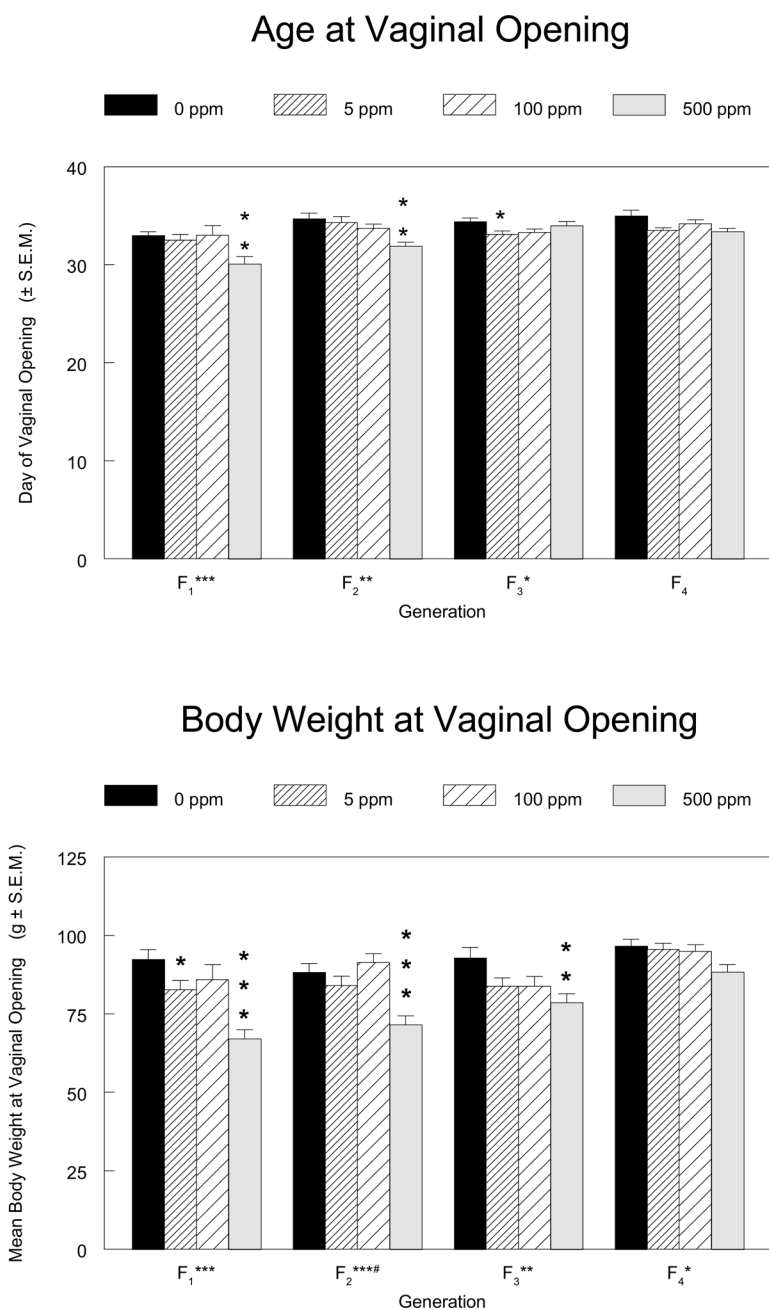 Age at Vaginal Opening
0 ppm 5 ppm 100 ppm 500 ppm
Day of Vaginal Opening (± S.E.M.)
40
30
20
10
0
* *
* *
*
F1*** F2** F3* F4
Generation
Body Weight at Vaginal Opening
0 ppm 5 ppm 100 ppm 500 ppm
Mean Body Weight at Vaginal Opening (g ± S.E.M.)
125
100
75
50
25
0
*
* * *
* * *
* *
F1*** F2***# F3** F4*
Generation